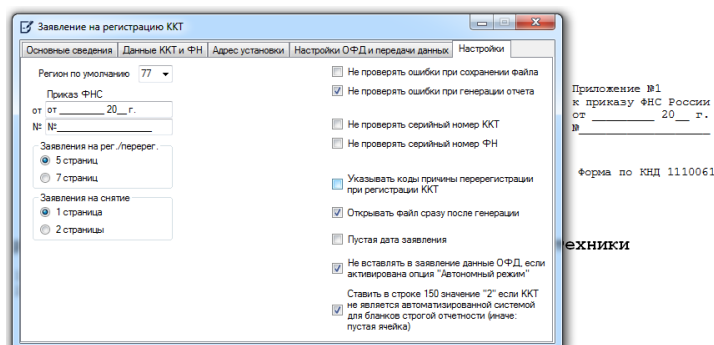 Заявление на регистрацию ККТ
Основные сведения Данные ККТ и ФН Адрес установки Настройки ОФД и передачи данных Настройки
Регион по умолчанию 77
Приказ ФНС
от от _________ 20__ г.
№ №___________________
Заявления на рег./перерег.
5 страниц
7 страниц
Заявления на снятие
1 страница
2 страницы
Не проверять ошибки при сохранении файла
Не проверять ошибки при генерации отчета
Не проверять серийный номер ККТ
Не проверять серийный номер ФН
Указывать коды причины перерегистрации
при регистрации ККТ
Открывать файл сразу после генерации
Пустая дата заявления
Не вставлять в заявление данные ОФД, если
активирована опция "Автономный режим"
Ставить в строке 150 значение "2" если ККТ
не является автоматизированной системой
для бланков строгой отчетности (иначе:
пустая ячейка)
Приложение №1
к приказу ФНС России
от _________ 20__ г.
№___________________
Форма по КНД 1110061
ехники